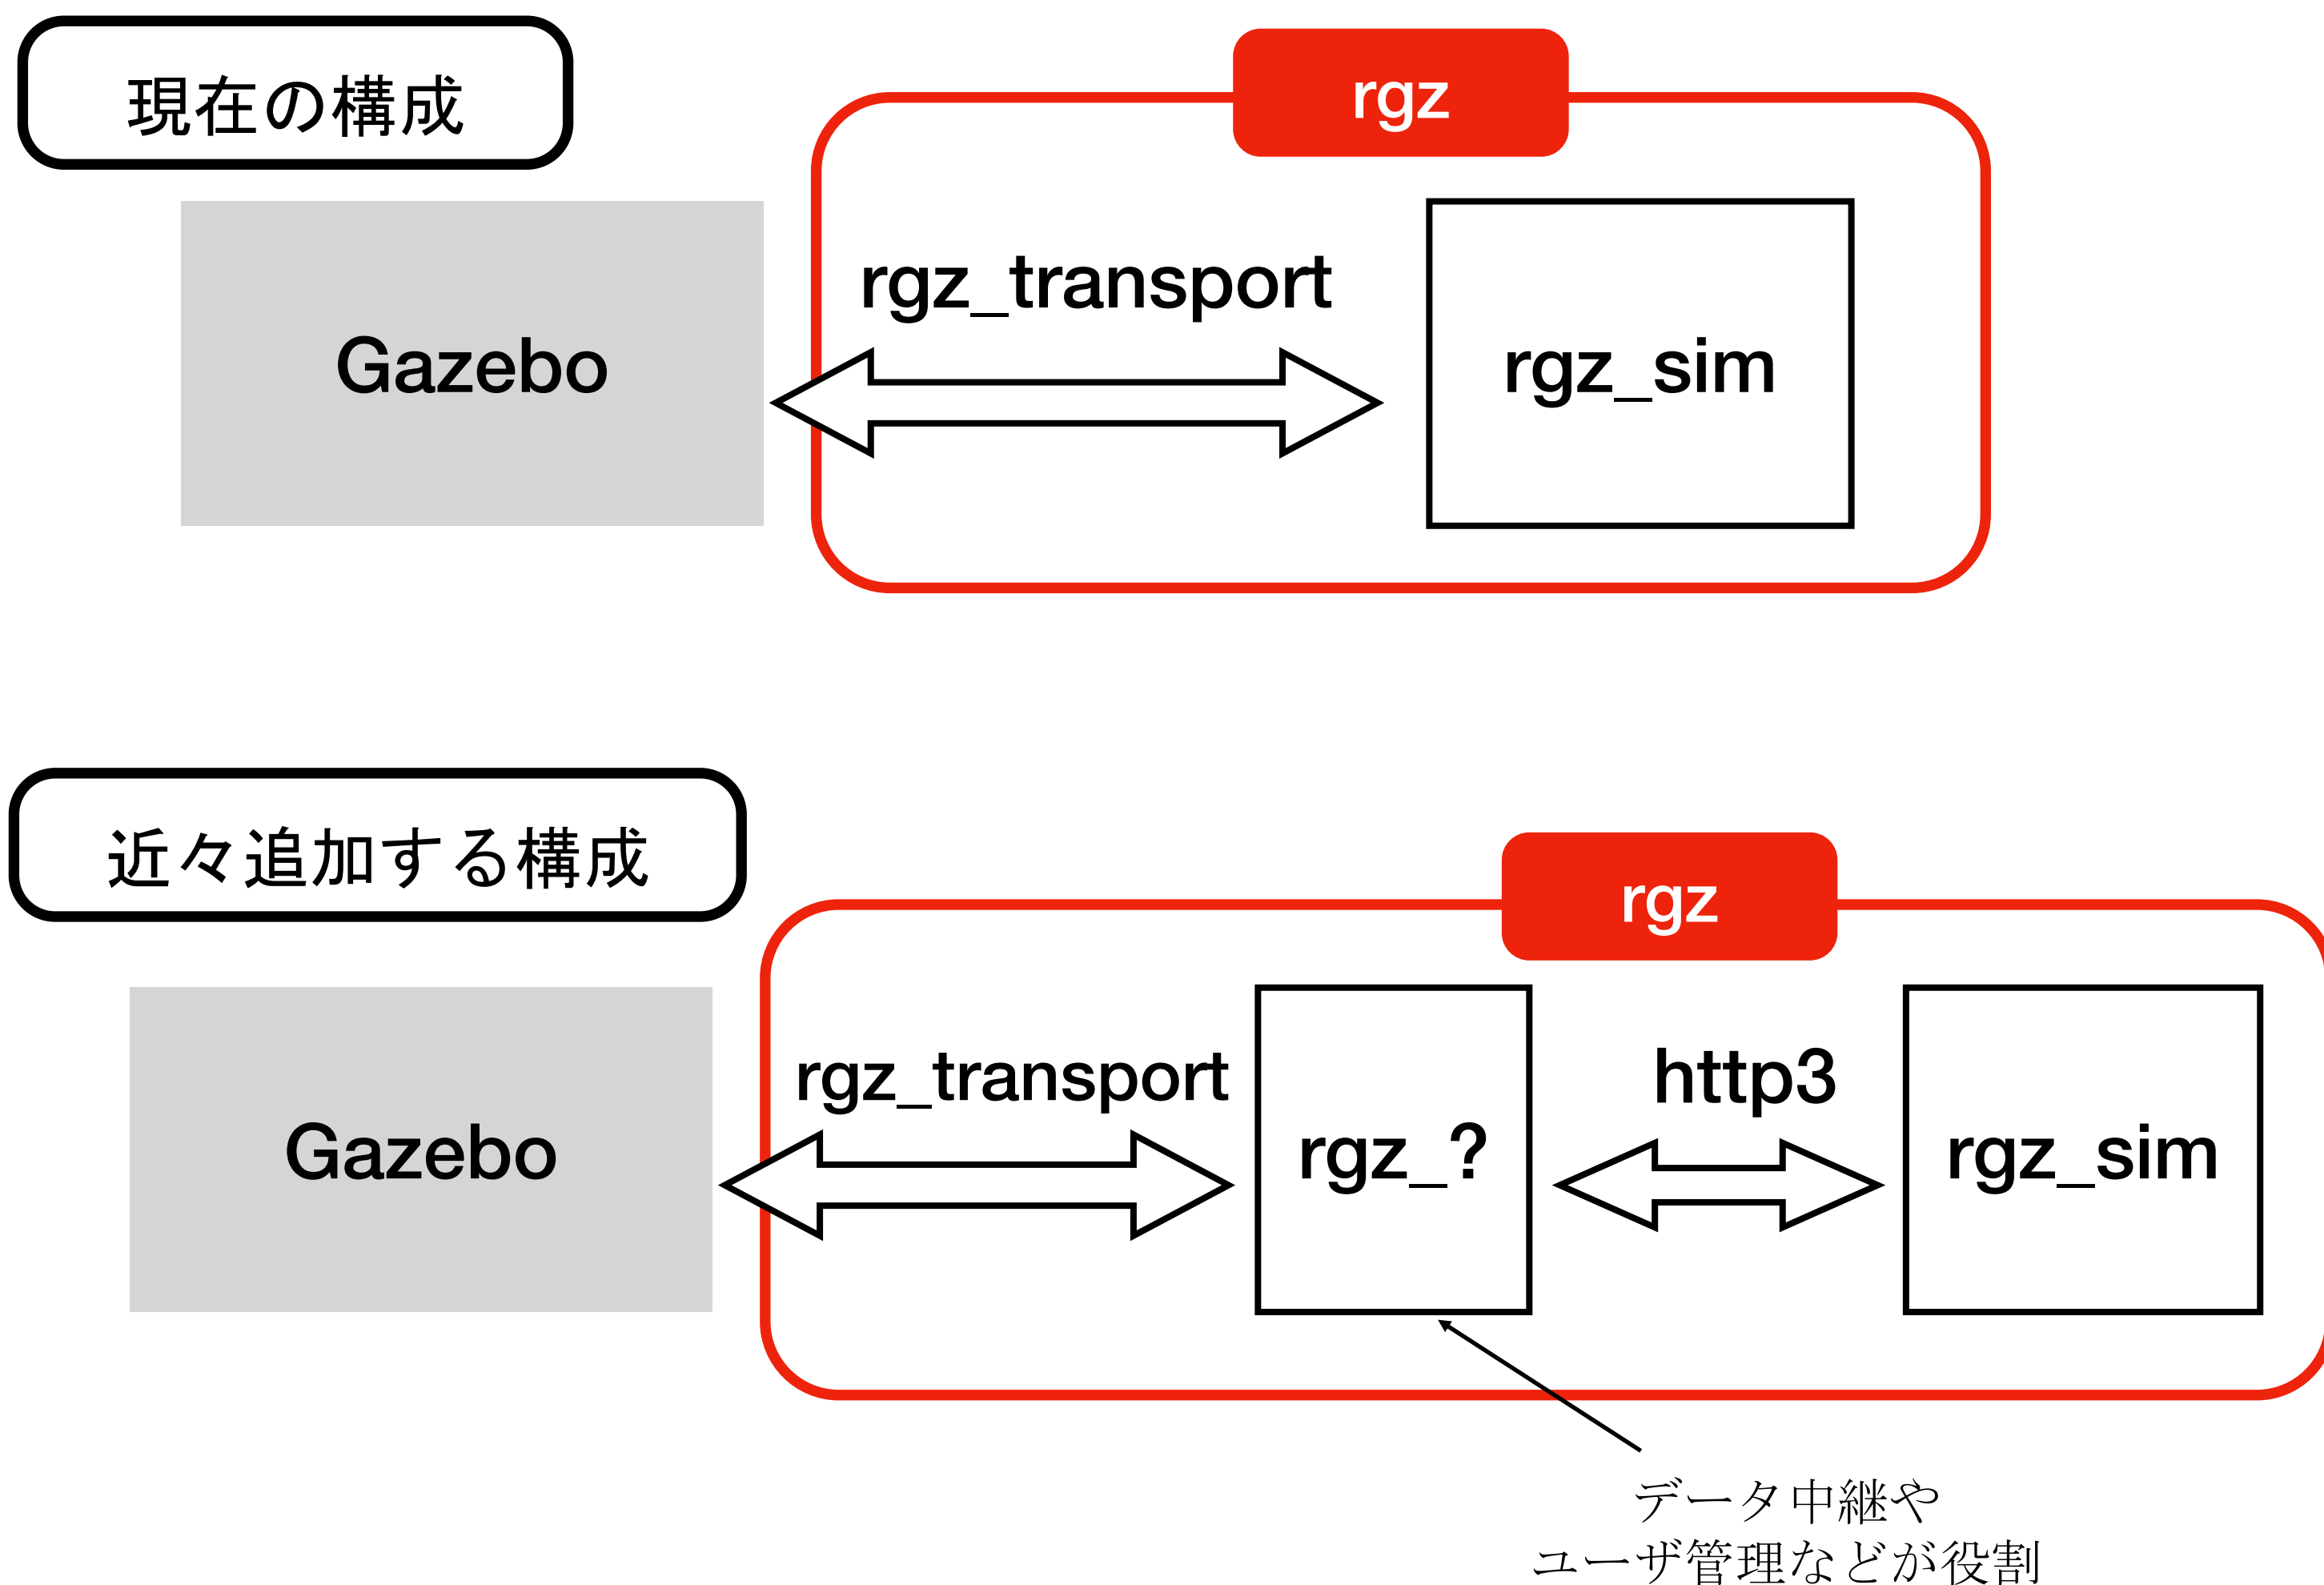 現在の構成
rgz
Gazebo
rgz_transport
rgz_sim
近々追加する構成
rgz
Gazebo
rgz_transport
rgz_?
http3
rgz_sim
データ中継や
ユーザ管理などが役割